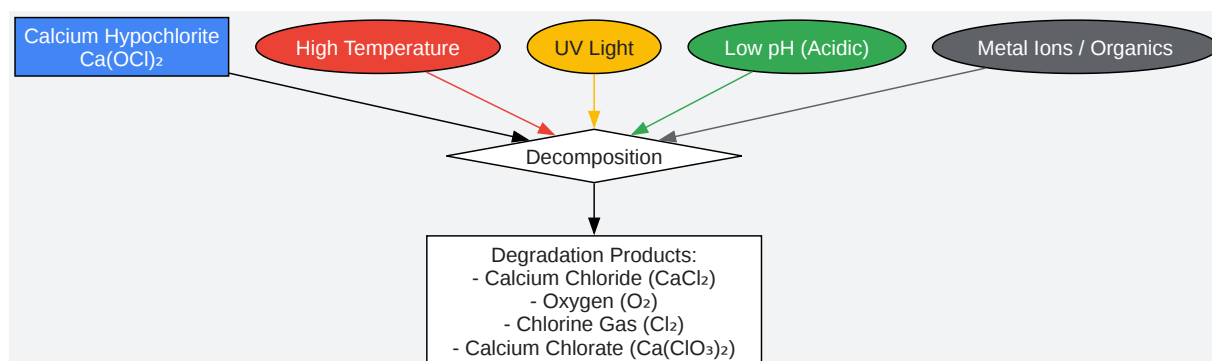 Calcium Hypochlorite
Ca(OCl)₂
High Temperature
UV Light
Low pH (Acidic)
Metal Ions / Organics
Decomposition
Degradation Products:
- Calcium Chloride (CaCl₂)
- Oxygen (O₂)
- Chlorine Gas (Cl₂)
- Calcium Chlorate (Ca(ClO₃)₂)